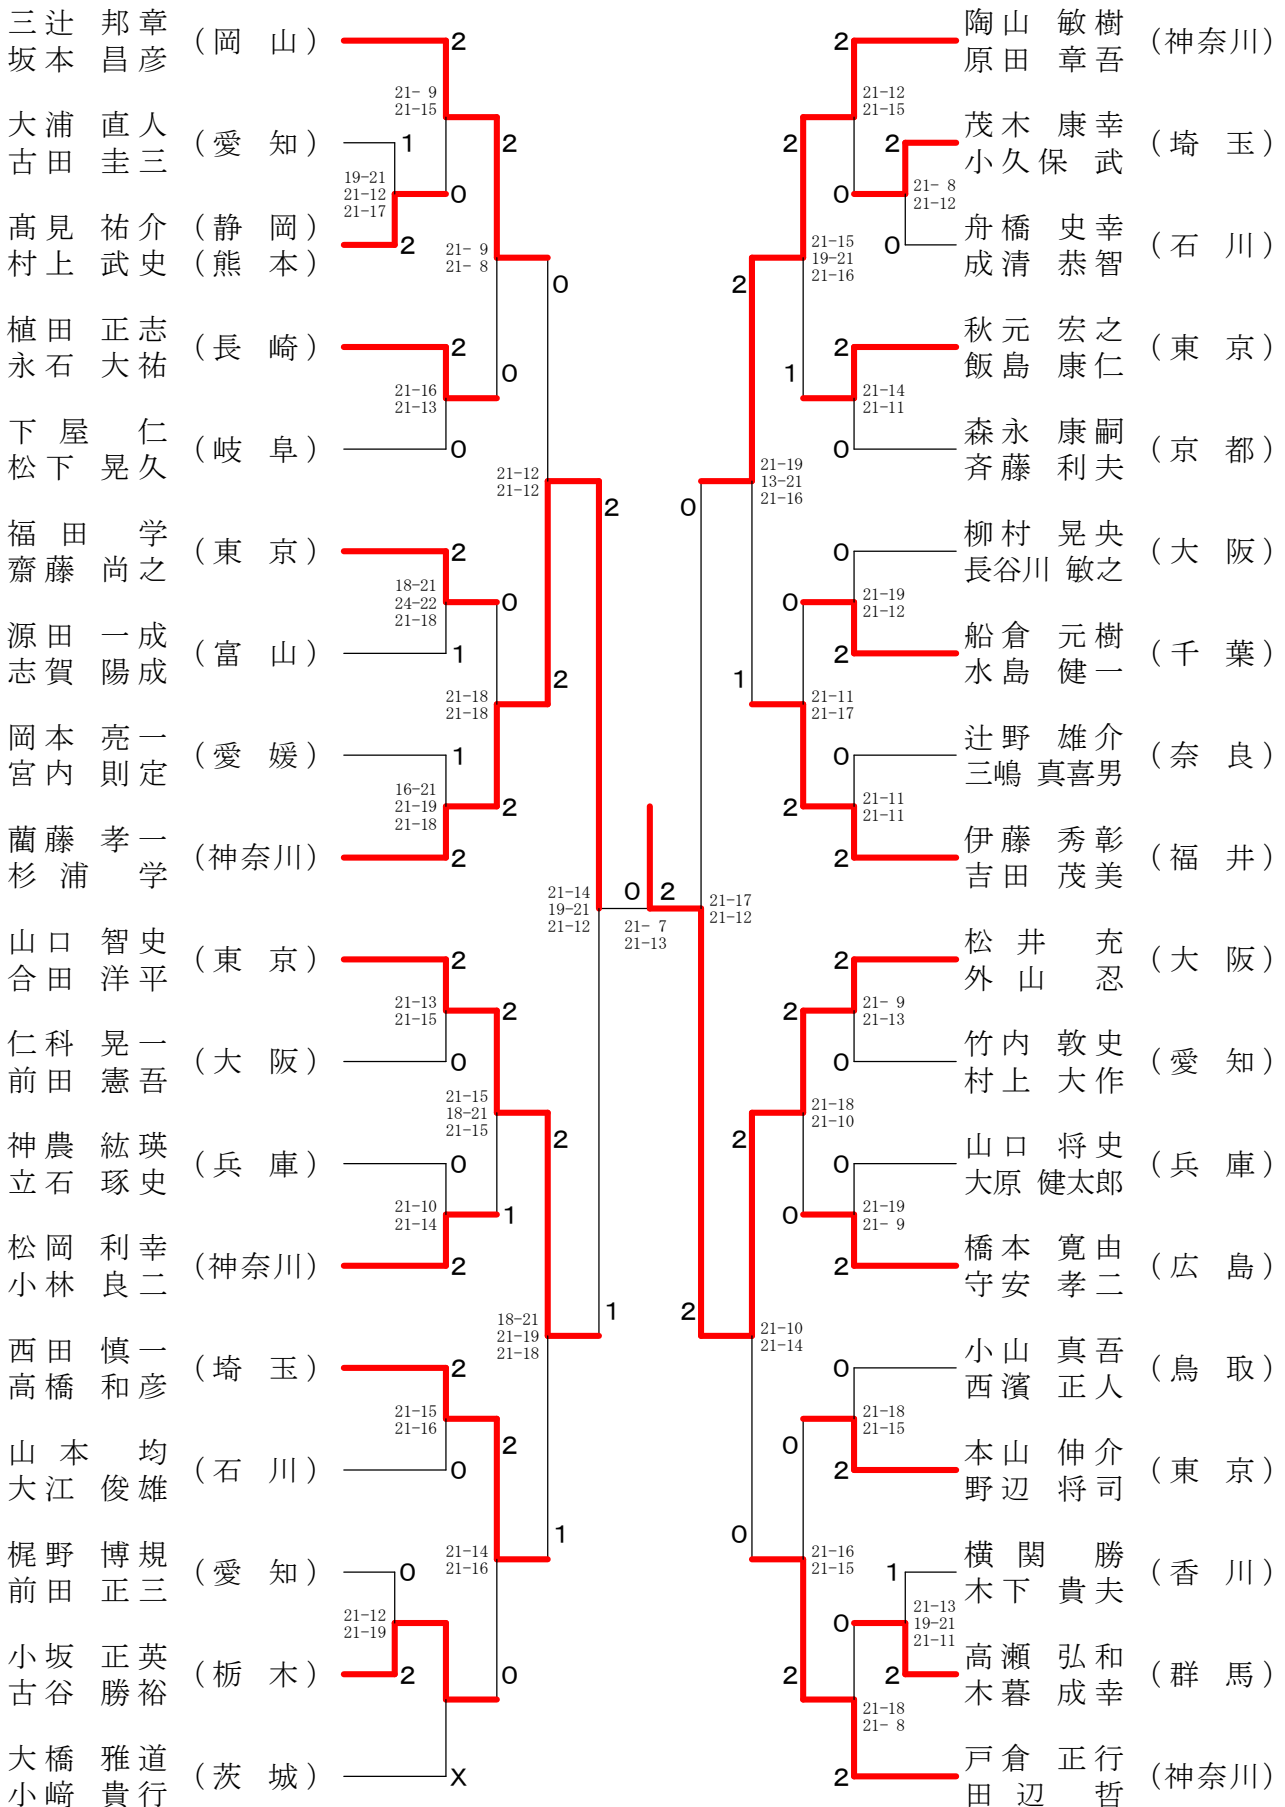 三辻 邦章
坂本 昌彦
(岡 山)
2
21- 9
21-15
大浦 直人
古田 圭三
(愛 知)
1
2
19-21
21-12
21-17
0
髙見 祐介
村上 武史
(静 岡)
(熊 本)
2
21- 9
21- 8
0
植田 正志
永石 大祐
(長 崎)
2
0
21-16
21-13
下屋 仁
松下 晃久
(岐 阜)
0
21-12
21-12
2
福田 学
齋藤 尚之
(東 京)
2
18-21
24-22
21-18
0
源田 一成
志賀 陽成
(富 山)
1
2
21-18
21-18
岡本 亮一
宮内 則定
(愛 媛)
1
16-21
21-19
21-18
2
藺藤 孝一
杉浦 学
(神奈川)
2
21-14
19-21
21-12
0
2
21- 7
21-13
山口 智史
合田 洋平
(東 京)
2
21-13
21-15
2
仁科 晃一
前田 憲吾
(大 阪)
0
21-15
18-21
21-15
2
神農 紘瑛
立石 琢史
(兵 庫)
0
21-10
21-14
1
松岡 利幸
小林 良二
(神奈川)
2
18-21
21-19
21-18
1
西田 慎一
高橋 和彦
(埼 玉)
2
21-15
21-16
2
山本 均
大江 俊雄
(石 川)
0
21-14
21-16
1
梶野 博規
前田 正三
(愛 知)
0
21-12
21-19
小坂 正英
古谷 勝裕
(栃 木)
2
0
大橋 雅道
小﨑 貴行
(茨 城)
X
2
陶山 敏樹
原田 章吾
(神奈川)
21-12
21-15
2
2
茂木 康幸
小久保 武
(埼 玉)
0
21- 8
21-12
0
舟橋 史幸
成清 恭智
(石 川)
21-15
19-21
21-16
2
2
秋元 宏之
飯島 康仁
(東 京)
1
21-14
21-11
0
森永 康嗣
斉藤 利夫
(京 都)
21-19
13-21
21-16
0
0
柳村 晃央
長谷川 敏之
(大 阪)
0
21-19
21-12
2
船倉 元樹
水島 健一
(千 葉)
1
21-11
21-17
0
辻野 雄介
三嶋 真喜男
(奈 良)
2
21-11
21-11
2
伊藤 秀彰
吉田 茂美
(福 井)
21-17
21-12
2
松井 充
外山 忍
(大 阪)
2
21- 9
21-13
0
竹内 敦史
村上 大作
(愛 知)
2
21-18
21-10
0
山口 将史
大原 健太郎
(兵 庫)
0
21-19
21- 9
2
橋本 寛由
守安 孝二
(広 島)
2
21-10
21-14
0
小山 真吾
西濱 正人
(鳥 取)
0
21-18
21-15
2
本山 伸介
野辺 将司
(東 京)
0
21-16
21-15
1
横関 勝
木下 貴夫
(香 川)
0
21-13
19-21
21-11
2
高瀬 弘和
木暮 成幸
(群 馬)
2
21-18
21- 8
2
戸倉 正行
田辺 哲
(神奈川)